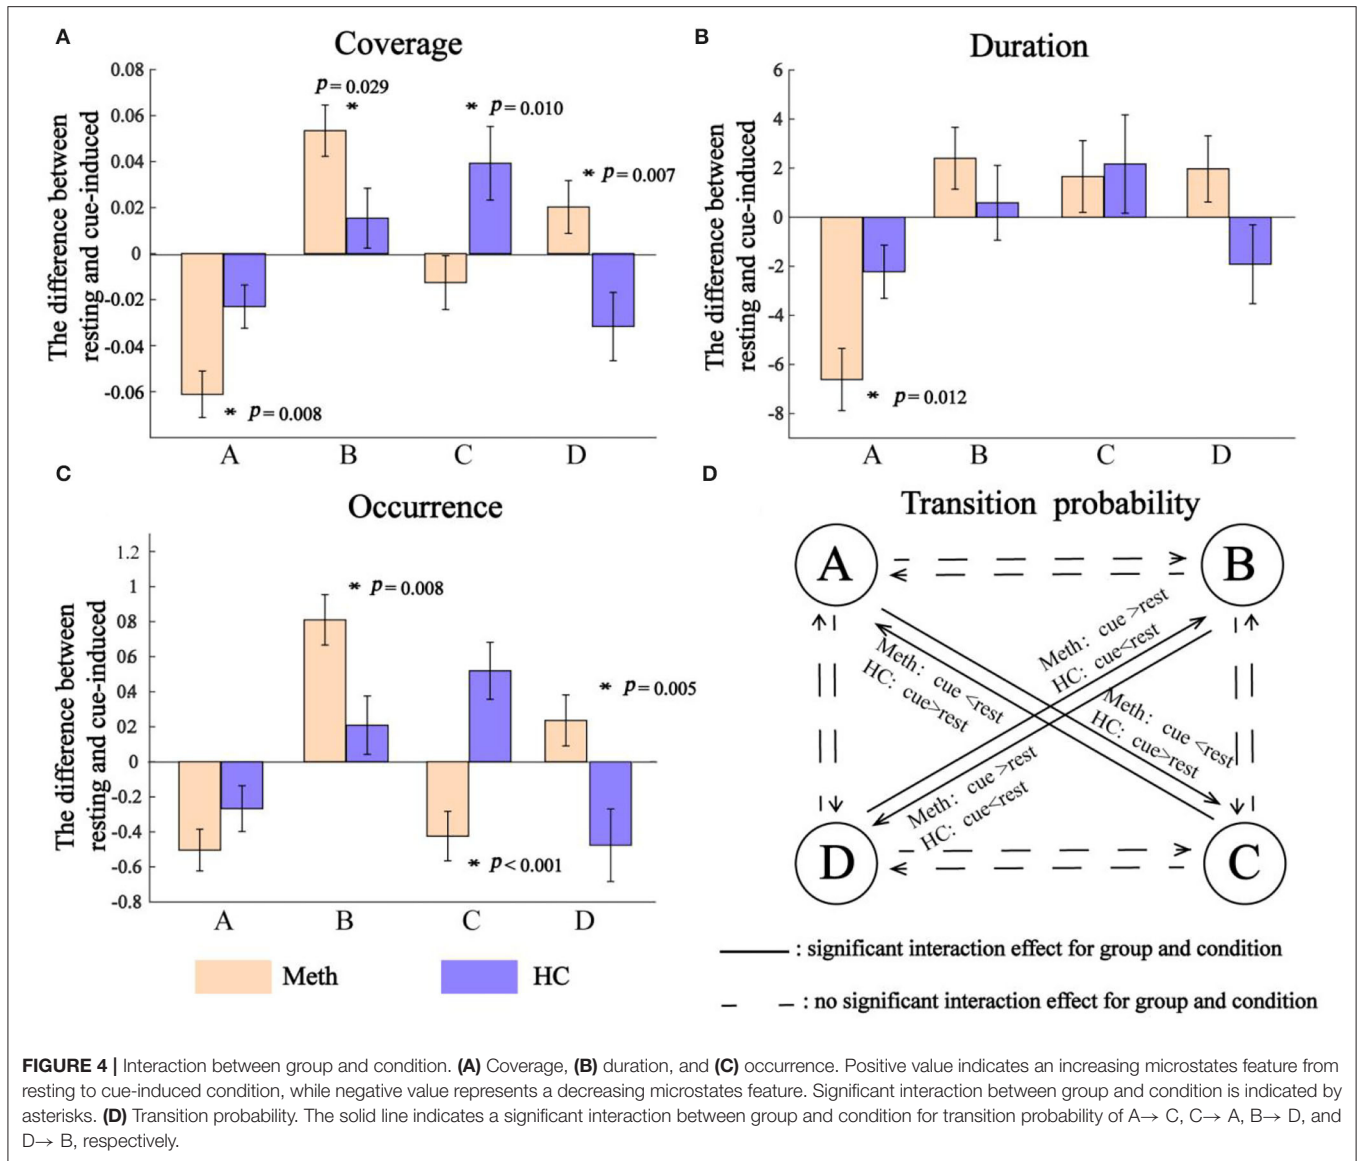 A
Coverage
The difference between
resting and cue-induced
0.08
0.06
0.04
0.02
0
-0.02
-0.04
-0.06
p = 0.029
*
* p = 0.010
* p = 0.007
* p = 0.008
A B C D
B
Duration
The difference between
resting and cue-induced
6
4
2
0
-2
-4
-6
-8
* p = 0.012
A B C D
C
Occurrence
The difference between
resting and cue-induced
1.2
1
0.8
0.6
0.4
0.2
0
-0.2
-0.4
-0.6
-0.8
* p = 0.008
* p = 0.005
* p < 0.001
A B C D
Meth HC
D
Transition probability
A B
Meth: cue >rest
HC: cue<rest
Meth: cue <rest
HC: cue>rest
Meth: cue <rest
HC: cue>rest
Meth: cue >rest
HC: cue<rest
D C
: significant interaction effect for group and condition
: no significant interaction effect for group and condition
FIGURE 4 | Interaction between group and condition. (A) Coverage, (B) duration, and (C) occurrence. Positive value indicates an increasing microstates feature from
resting to cue-induced condition, while negative value represents a decreasing microstates feature. Significant interaction between group and condition is indicated by
asterisks. (D) Transition probability. The solid line indicates a significant interaction between group and condition for transition probability of A→ C, C→ A, B→ D, and
D→ B, respectively.